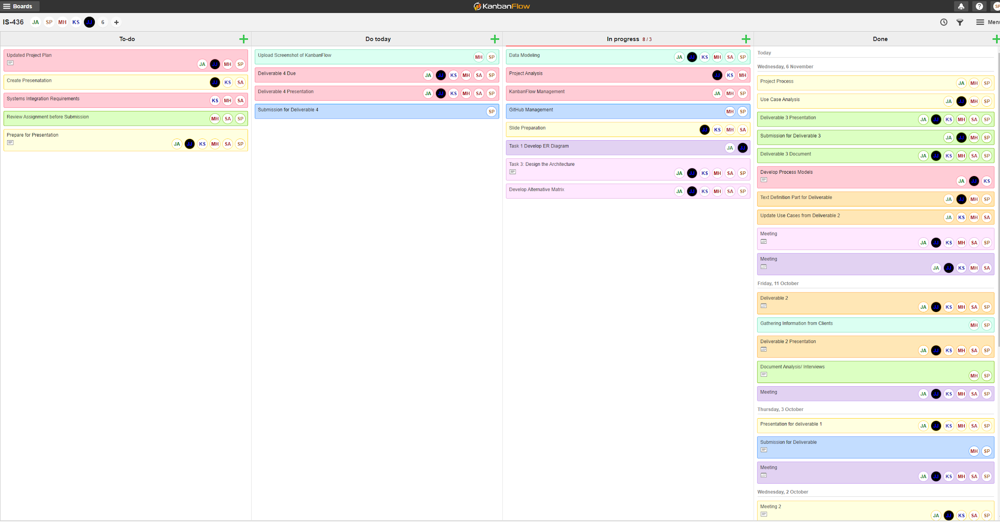 Boards
KanbanFlow
? SP
IS-436 JA SP MH KS JJ 6 +
Menu
To-do
Updated Project Plan
JA JJ MH SP
Create Presenatation
JJ KS SA
Systems Integration Requirements
KS MH SA
Review Assignment before Submission
MH SA SP
Prepare for Presentation
JA JJ KS MH SA SP
Do today
Upload Screenshot of KanbanFlow
MH SP
Deliverable 4 Due
JA JJ KS MH SA SP
Deliverable 4 Presentation
JA JJ KS MH SA SP
Submission for Deliverable 4
SP
In progress 8 / 3
Data Modeling
JA JJ KS MH SA SP
Project Analysis
JJ KS MH
KanbanFlow Management
JA MH SP
GitHub Management
MH SP
Slide Preparation
JJ KS MH SA
Task 1 Develop ER Diagram
JA JJ
Task 3: Design the Architecture
JA JJ KS MH SA SP
Develop Alternative Matrix
JA JJ KS MH SA SP
Done
Today
Wednesday, 6 November
Project Process
JA MH SP
Use Case Analysis
JA JJ MH SP
Deliverable 3 Presentation
JA JJ KS MH SA SP
Submission for Deliverable 3
JA JJ MH SP
Deliverable 3 Document
JA JJ KS MH SA SP
Develop Process Models
JA JJ KS
Text Definition Part for Deliverable
JA JJ MH SP
Update Use Cases from Deliverable 2
JA KS MH SA
Meeting
JA JJ KS MH SA SP
Meeting
JA JJ KS MH SA
Friday, 11 October
Deliverable 2
JA JJ KS MH SA SP
Gathering Information from Clients
MH SP
Deliverable 2 Presentation
JA JJ KS MH SA SP
Document Analysis/ Interviews
MH SP
Meeting
JA JJ KS MH SA SP
Thursday, 3 October
Presentation for deliverable 1
JA JJ KS MH SA SP
Submission for Deliverable
MH SP
Meeting
JA JJ KS MH SA SP
Wednesday, 2 October
Meeting 2
JA JJ KS MH SA SP